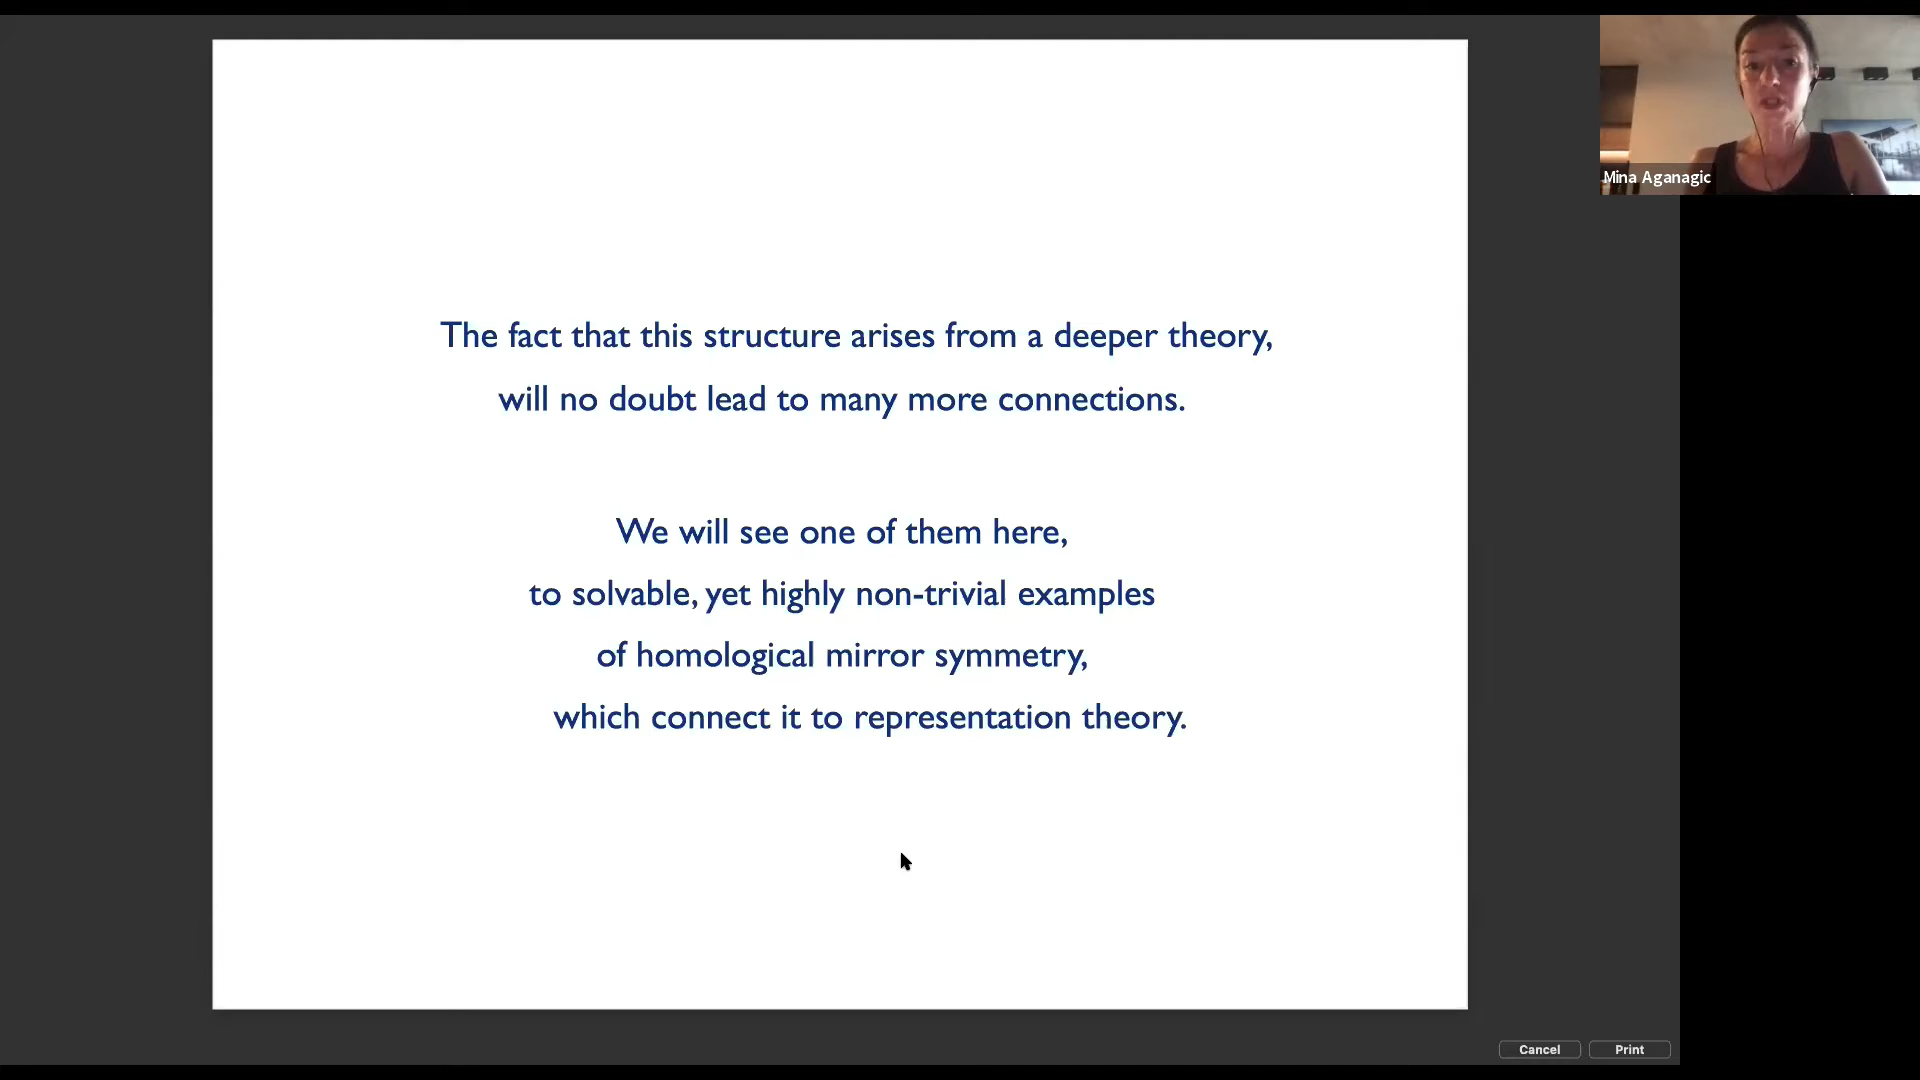 The fact that this structure arises from a deeper theory,
will no doubt lead to many more connections.
We will see one of them here,
to solvable, yet highly non-trivial examples
of homological mirror symmetry,
which connect it to representation theory.
Mina Aganagic
Cancel
Print